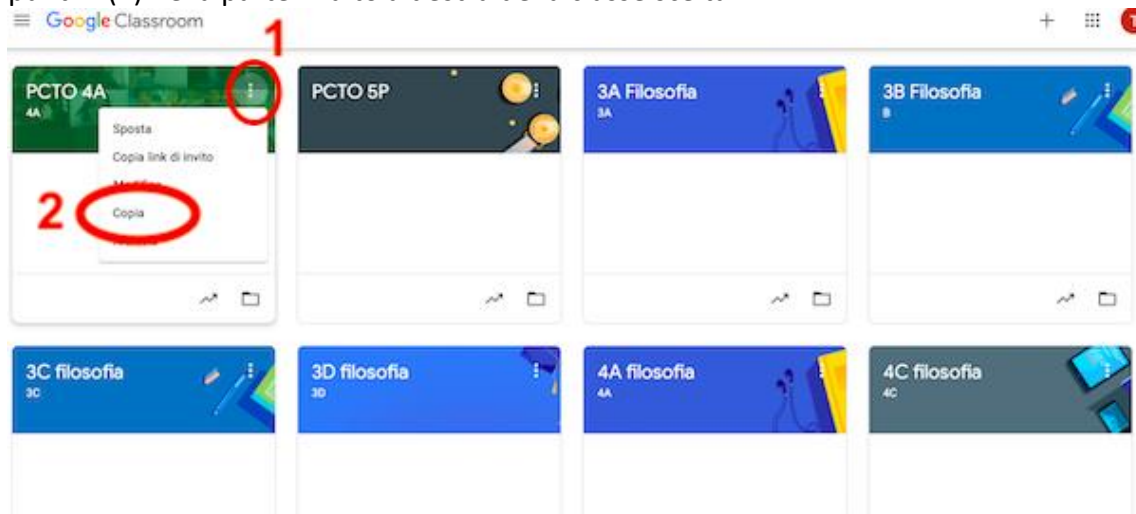 Google Classroom
1
PCTO 4A
4A
Sposta
Copia link di invito
2
Copia
PCTO 5P
3A Filosofia
3A
3B Filosofia
B
3C filosofia
3C
3D filosofia
3D
4A filosofia
4A
4C filosofia
4C